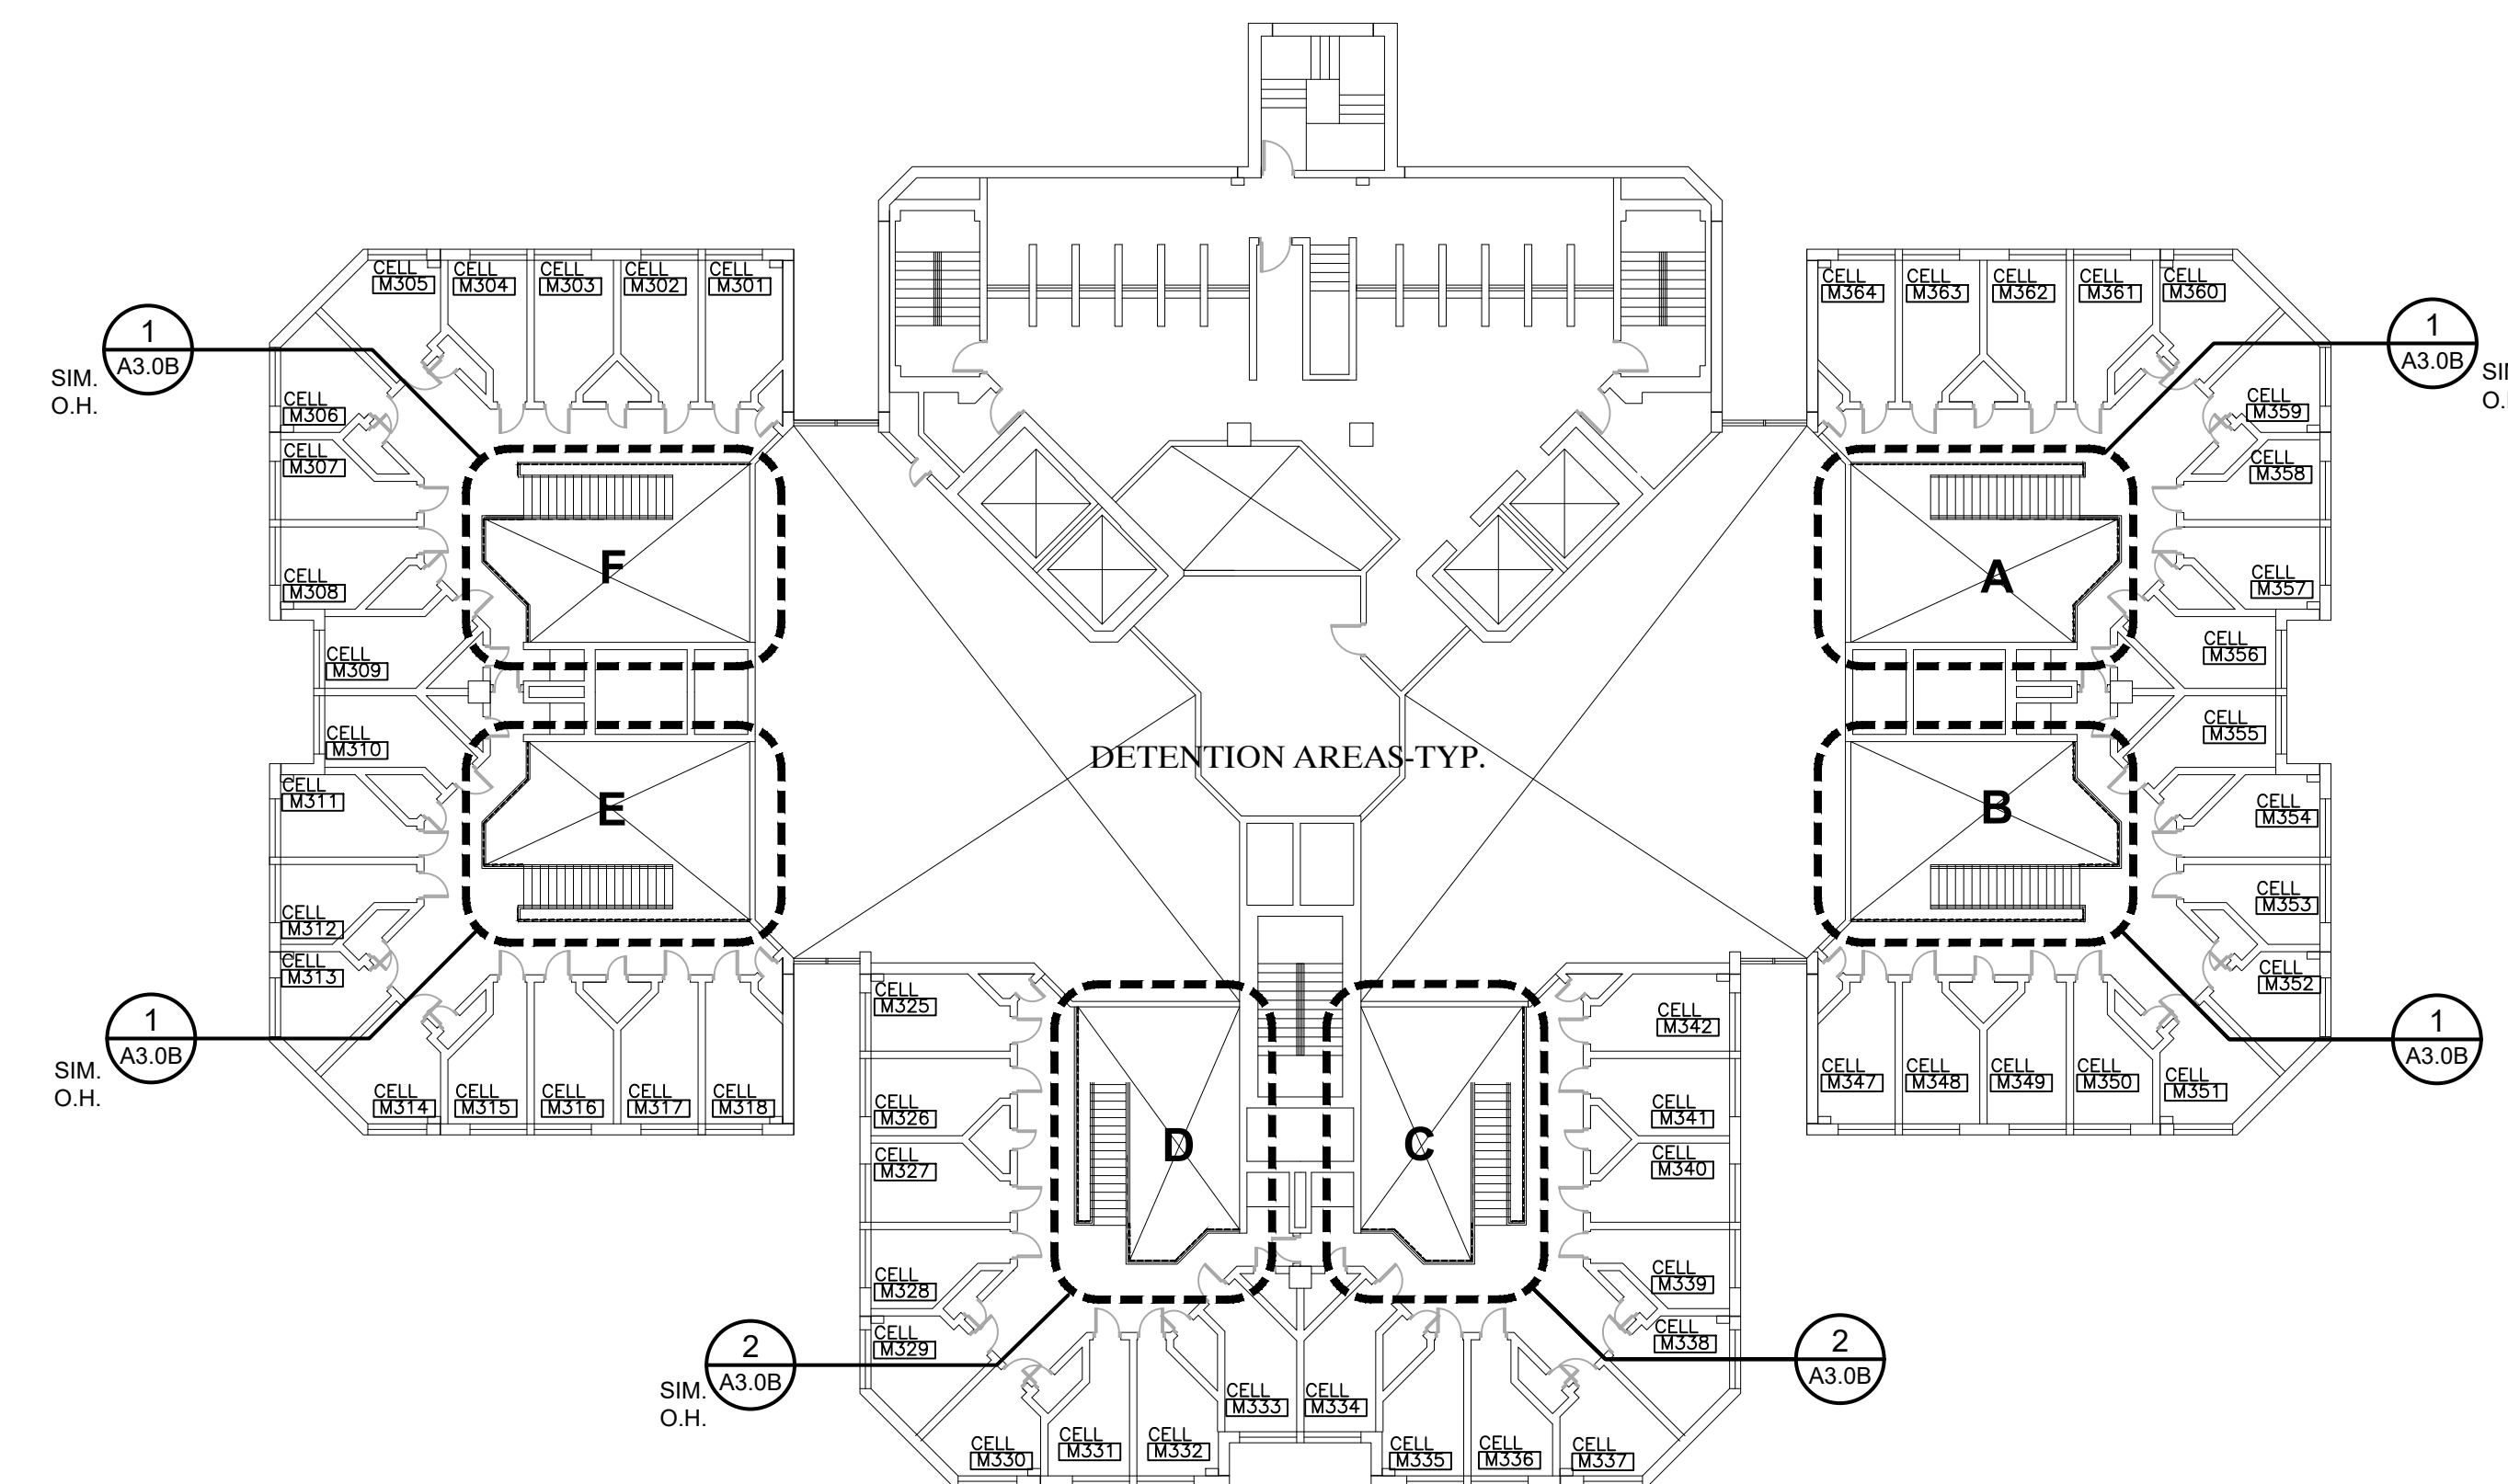 CELL
M305
CELL
M304
CELL
M303
CELL
M302
CELL
M301
CELL
M364
CELL
M363
CELL
M362
CELL
M361
CELL
M360
1
A3.0B
SIM.
O.H.
1
A3.0B
CELL
M306
CELL
M359
CELL
M307
CELL
M358
CELL
M308
CELL
M357
F
A
CELL
M309
CELL
M356
CELL
M310
CELL
M355
DETENTION AREAS-TYP.
CELL
M311
CELL
M354
E
B
CELL
M312
CELL
M353
CELL
M313
CELL
M352
1
A3.0B
SIM.
O.H.
1
A3.0B
CELL
M314
CELL
M315
CELL
M316
CELL
M317
CELL
M318
CELL
M325
CELL
M342
CELL
M347
CELL
M348
CELL
M349
CELL
M350
CELL
M351
CELL
M326
CELL
M341
D
C
CELL
M327
CELL
M340
CELL
M328
CELL
M339
CELL
M329
CELL
M338
2
A3.0B
SIM.
O.H.
2
A3.0B
CELL
M333
CELL
M334
CELL
M330
CELL
M331
CELL
M332
CELL
M335
CELL
M336
CELL
M337